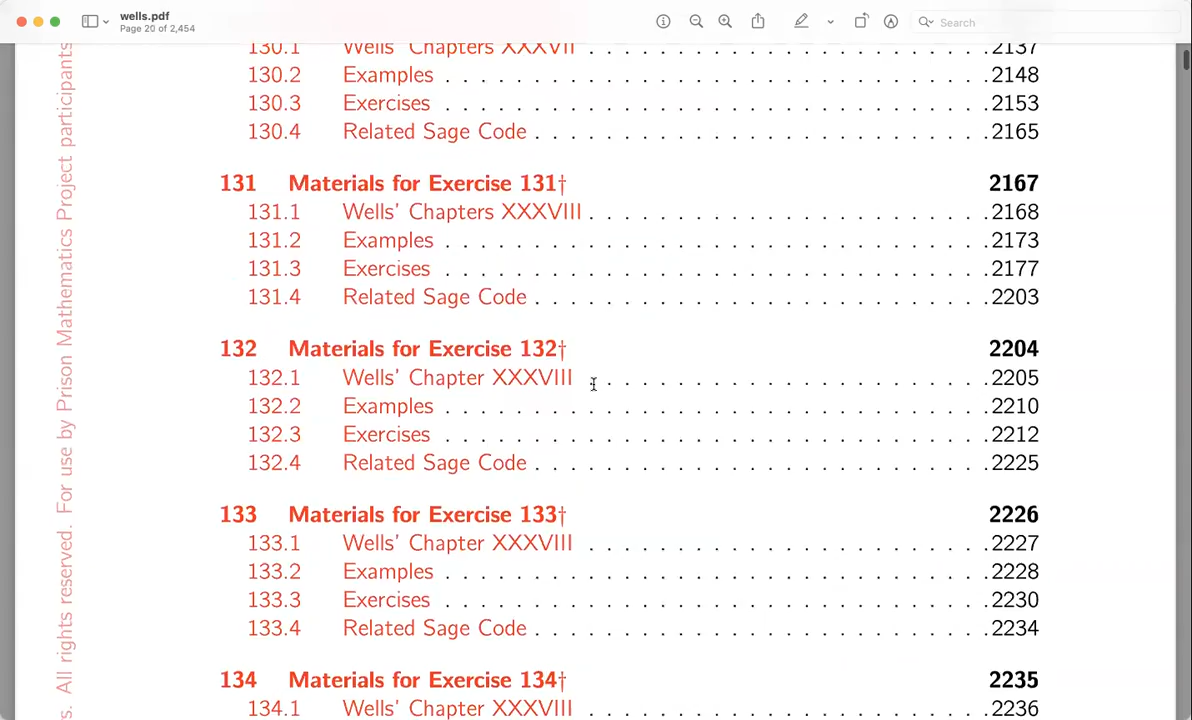 wells.pdf
Page 20 of 2,454
Search
130.1 Wells' Chapters XXXVII . . . . . . . . . . . . . . . . . . . . . . 2137
130.2 Examples . . . . . . . . . . . . . . . . . . . . . . . . . . . . . . 2148
130.3 Exercises . . . . . . . . . . . . . . . . . . . . . . . . . . . . . . 2153
130.4 Related Sage Code . . . . . . . . . . . . . . . . . . . . . . . . . 2165
131 Materials for Exercise 131† 2167
131.1 Wells' Chapters XXXVIII . . . . . . . . . . . . . . . . . . . . . . 2168
131.2 Examples . . . . . . . . . . . . . . . . . . . . . . . . . . . . . . 2173
131.3 Exercises . . . . . . . . . . . . . . . . . . . . . . . . . . . . . . 2177
131.4 Related Sage Code . . . . . . . . . . . . . . . . . . . . . . . . . 2203
132 Materials for Exercise 132† 2204
132.1 Wells' Chapter XXXVIII . . . . . . . . . . . . . . . . . . . . . . 2205
132.2 Examples . . . . . . . . . . . . . . . . . . . . . . . . . . . . . . 2210
132.3 Exercises . . . . . . . . . . . . . . . . . . . . . . . . . . . . . . 2212
132.4 Related Sage Code . . . . . . . . . . . . . . . . . . . . . . . . . 2225
133 Materials for Exercise 133† 2226
133.1 Wells' Chapter XXXVIII . . . . . . . . . . . . . . . . . . . . . . 2227
133.2 Examples . . . . . . . . . . . . . . . . . . . . . . . . . . . . . . 2228
133.3 Exercises . . . . . . . . . . . . . . . . . . . . . . . . . . . . . . 2230
133.4 Related Sage Code . . . . . . . . . . . . . . . . . . . . . . . . . 2234
134 Materials for Exercise 134† 2235
134.1 Wells' Chapter XXXVIII . . . . . . . . . . . . . . . . . . . . . . 2236
s. All rights reserved. For use by Prison Mathematics Project participants